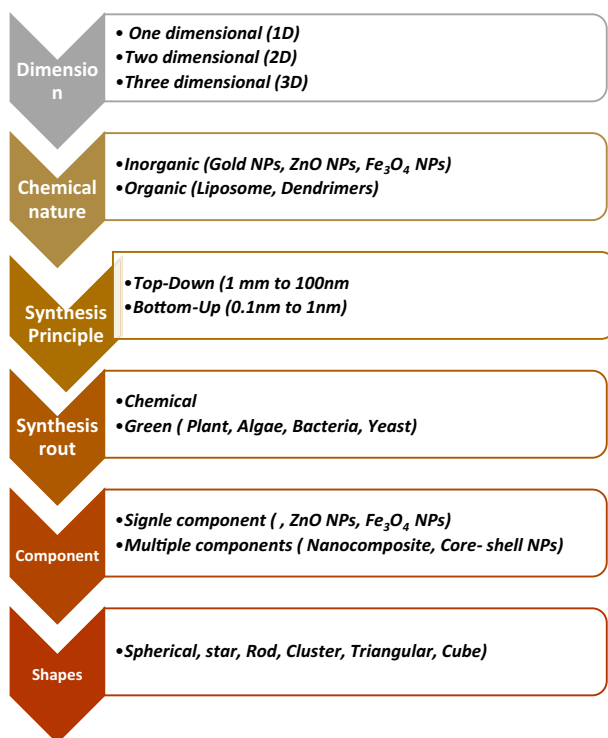 Dimensio
n
• One dimensional (1D)
•Two dimensional (2D)
•Three dimensional (3D)
Chemical
nature
•Inorganic (Gold NPs, ZnO NPs, Fe₃O₄ NPs)
•Organic (Liposome, Dendrimers)
Synthesis
Principle
•Top-Down (1 mm to 100nm
•Bottom-Up (0.1nm to 1nm)
Synthesis
rout
•Chemical
•Green ( Plant, Algae, Bacteria, Yeast)
Component
•Signle component ( , ZnO NPs, Fe₃O₄ NPs)
•Multiple components ( Nanocomposite, Core- shell NPs)
Shapes
•Spherical, star, Rod, Cluster, Triangular, Cube)